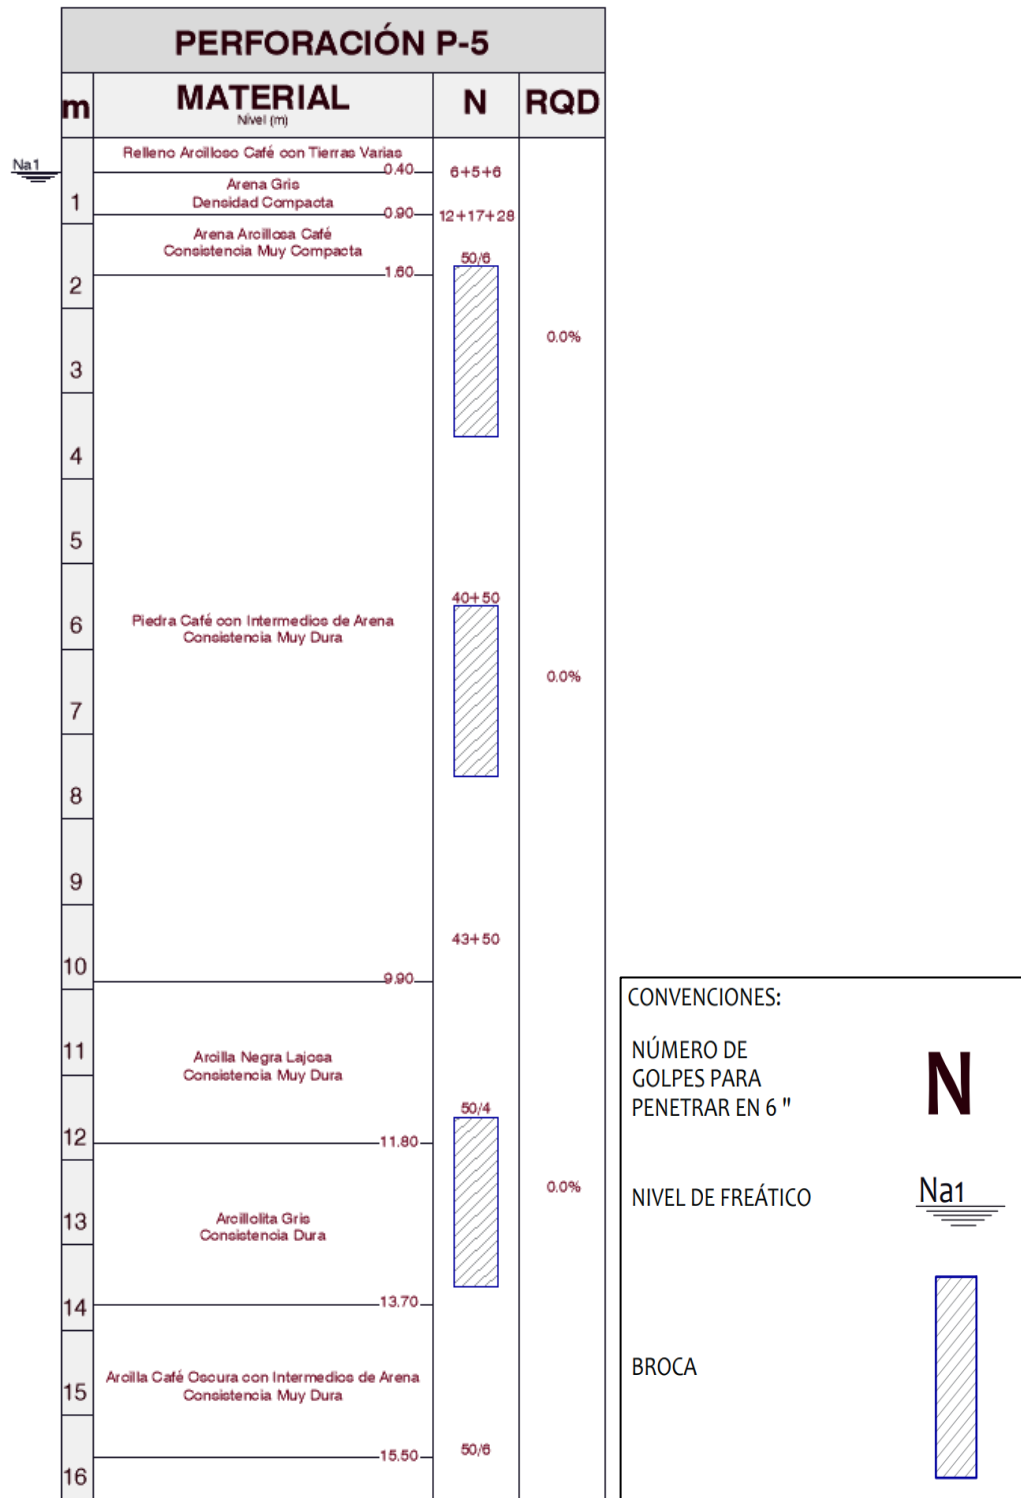 PERFORACIÓN P-5
m
MATERIAL
Nivel (m)
N
RQD
Na1
Relleno Arcilloso Café con Tierras Varias
0.40
6+5+6
1
Arena Gris
Densidad Compacta
0.90
12+17+28
Arena Arcillosa Café
Consistencia Muy Compacta
50/6
1.60
2
0.0%
3
4
5
40+50
6
Piedra Café con Intermedios de Arena
Consistencia Muy Dura
0.0%
7
8
9
43+50
10
9.90
11
Arcilla Negra Lajosa
Consistencia Muy Dura
50/4
12
11.80
0.0%
13
Arcillolita Gris
Consistencia Dura
14
13.70
15
Arcilla Café Oscura con Intermedios de Arena
Consistencia Muy Dura
15.50
50/6
16
CONVENCIONES:
NÚMERO DE
GOLPES PARA
PENETRAR EN 6 "
N
NIVEL DE FREÁTICO
Na1
BROCA